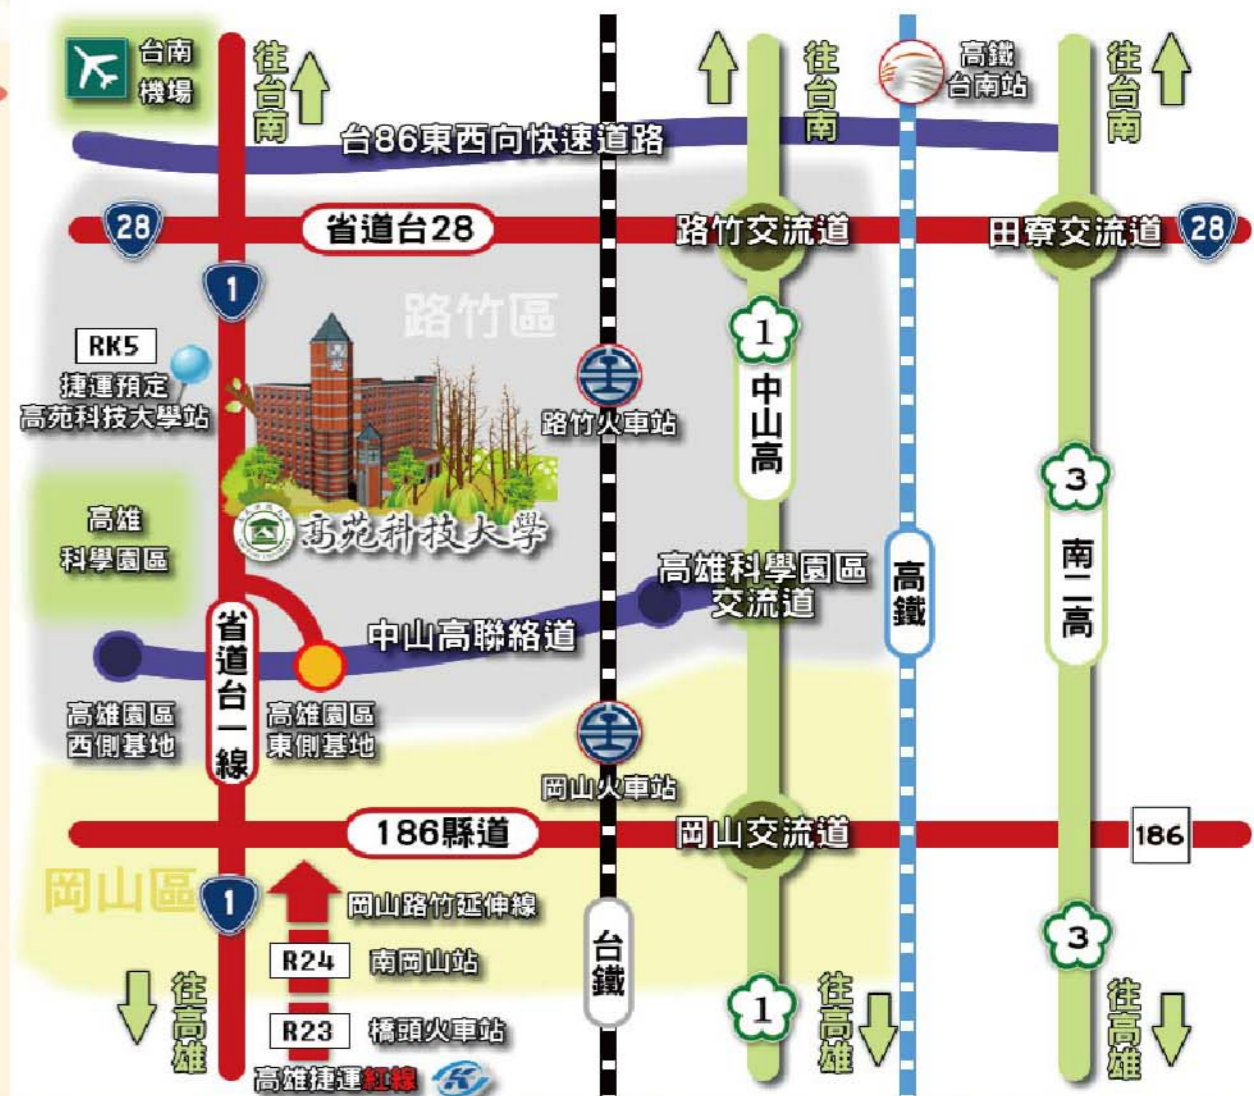 台南
機場
往台南
往台南
高鐵
台南站
往台南
台86東西向快速道路
28
省道台28
路竹交流道
田寮交流道
28
1
路竹區
1
RK5
捷運預定
高苑科技大學站
路竹火車站
中山高
3
高雄
科學園區
高苑科技大學
高雄科學園區
交流道
高鐵
南二高
省道台一線
中山高聯絡道
高雄園區
西側基地
高雄園區
東側基地
岡山火車站
186縣道
岡山交流道
186
岡山區
1
岡山路竹延伸線
台鐵
3
R24
南岡山站
往高雄
1
往高雄
往高雄
R23
橋頭火車站
高雄捷運紅線